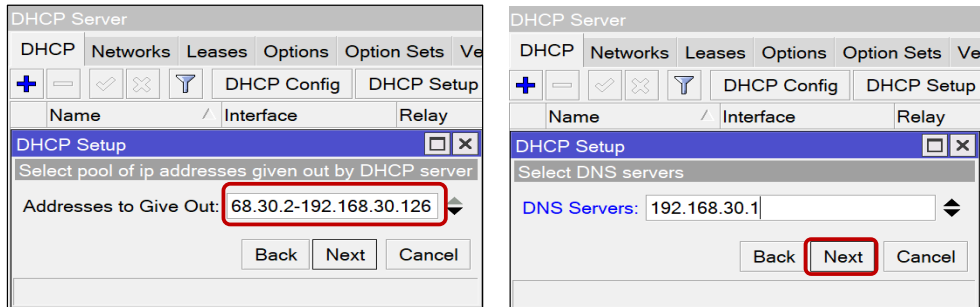 DHCP Server
DHCP Networks Leases Options Option Sets Ve
DHCP Config DHCP Setup
Name Interface Relay
DHCP Setup
Select pool of ip addresses given out by DHCP server
Addresses to Give Out: 68.30.2-192.168.30.126
Back Next Cancel
DHCP Server
DHCP Networks Leases Options Option Sets Ve
DHCP Config DHCP Setup
Name Interface Relay
DHCP Setup
Select DNS servers
DNS Servers: 192.168.30.1
Back Next Cancel